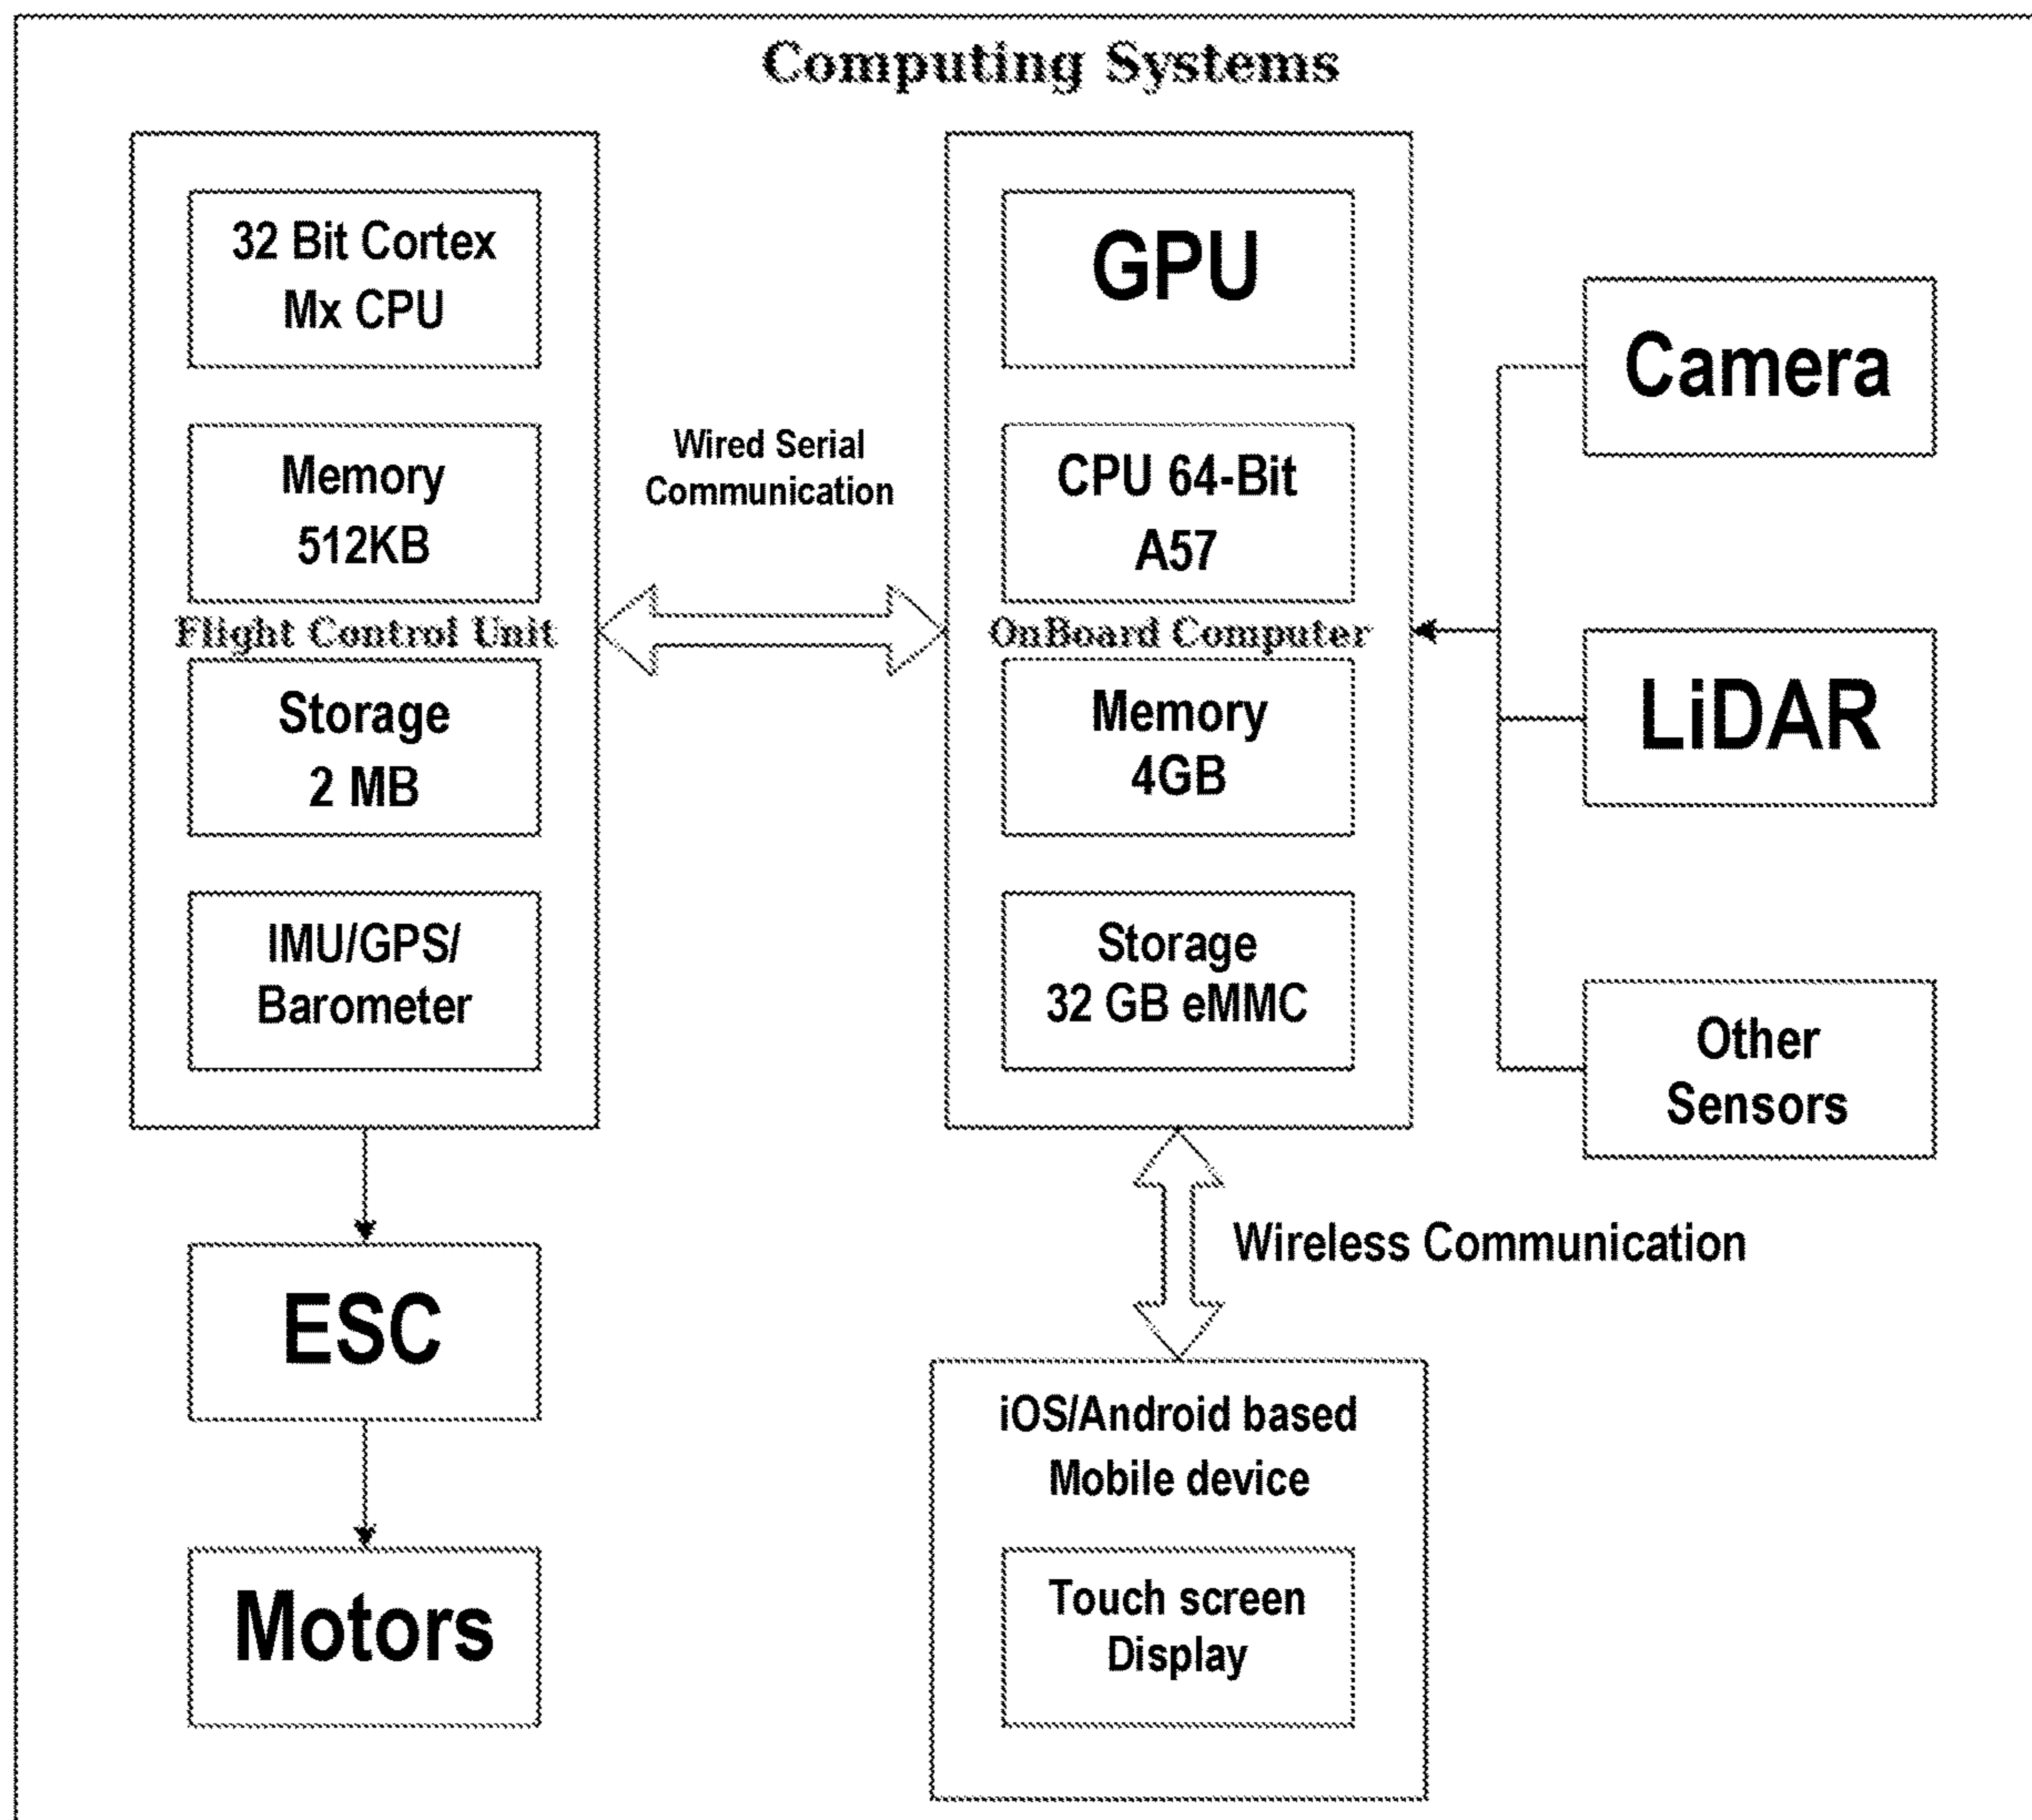 Computing Systems
32 Bit Cortex
Mx CPU
Memory
512KB
Flight Control Unit
Storage
2 MB
IMU/GPS/
Barometer
Wired Serial
Communication
GPU
CPU 64-Bit
A57
OnBoard Computer
Memory
4GB
Storage
32 GB eMMC
Camera
LiDAR
Other
Sensors
ESC
Motors
Wireless Communication
iOS/Android based
Mobile device
Touch screen
Display